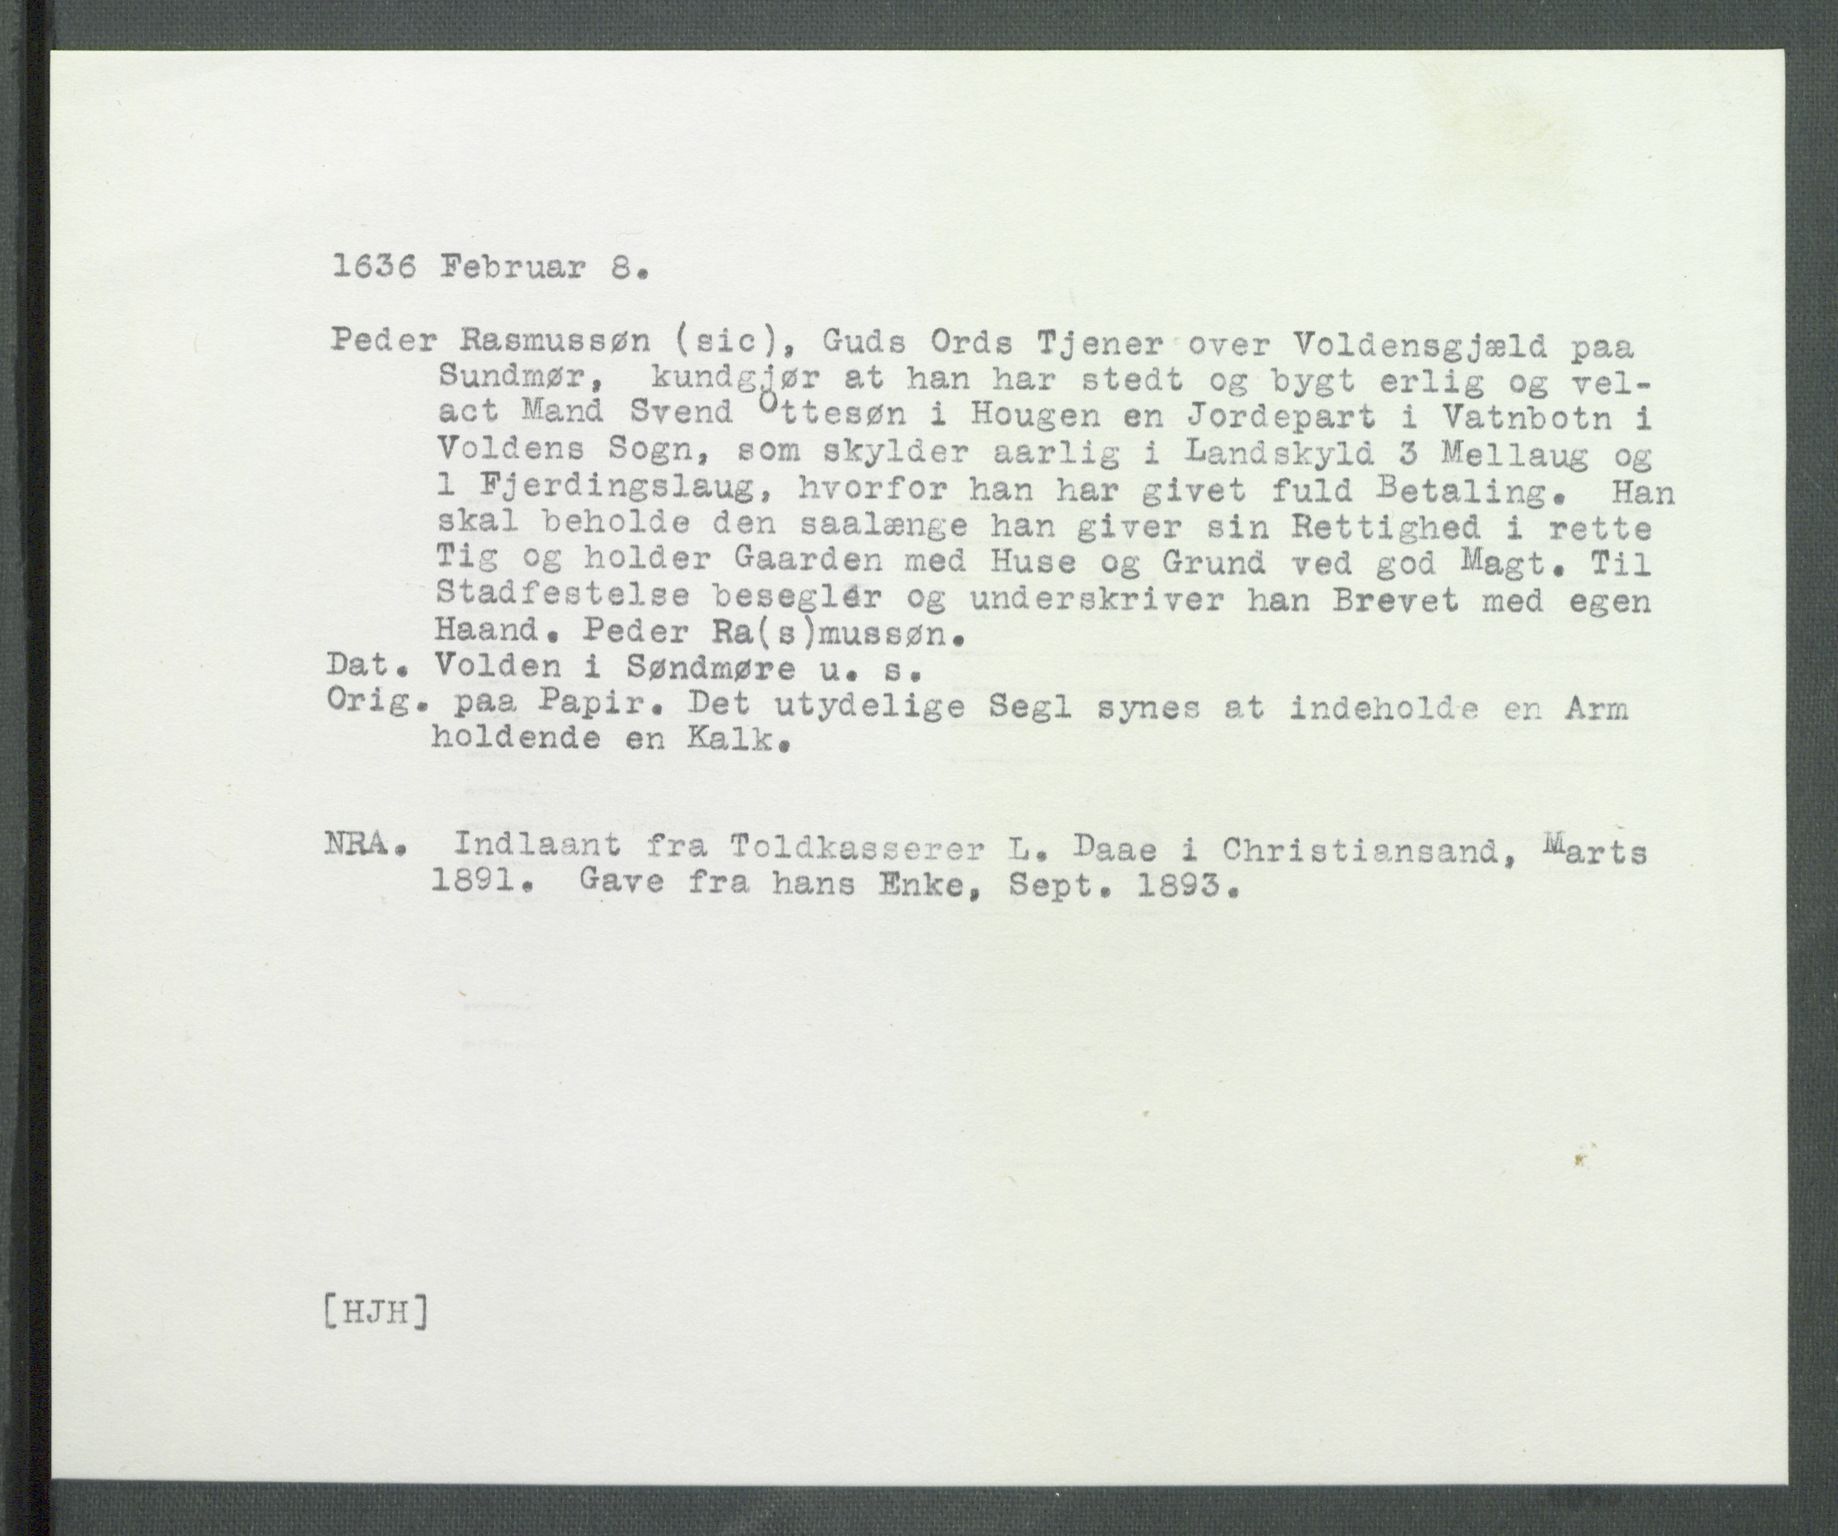 1636 Februar 8.
Peder Rasmussøn (sic), Guds Ords Tjener over Voldensgjæld paa
Sundmør, kundgjør at han har stedt og bygt erlig og vel-
act Mand Svend Ottesøn i Hougen en Jordepart i Vatnbotn i
Voldens Sogn, som skylder aarlig i Landskyld 3 Mellaug og
1 Fjerdingslaug, hvorfor han har givet fuld Betaling. Han
skal beholde den saalænge han giver sin Rettighed i rette
Tig og holder Gaarden med Huse og Grund ved god Magt. Til
Stadfestelse besegler og underskriver han Brevet med egen
Haand. Peder Ra(s)mussøn.
Dat. Volden i Søndmøre u. s.
Orig. paa Papir. Det utydelige Segl synes at indeholde en Arm
holdende en Kalk.
NRA. Indlaant fra Toldkasserer L. Daae i Christiansand, Marts
1891. Gave fra hans Enke, Sept. 1893.
[HJH]